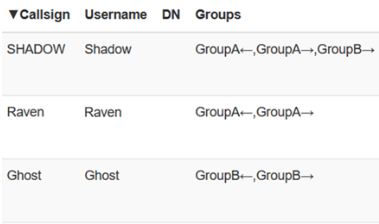 ▼Callsign Username DN Groups
SHADOW Shadow GroupA←,GroupA→,GroupB→
Raven Raven GroupA←,GroupA→
Ghost Ghost GroupB←,GroupB→